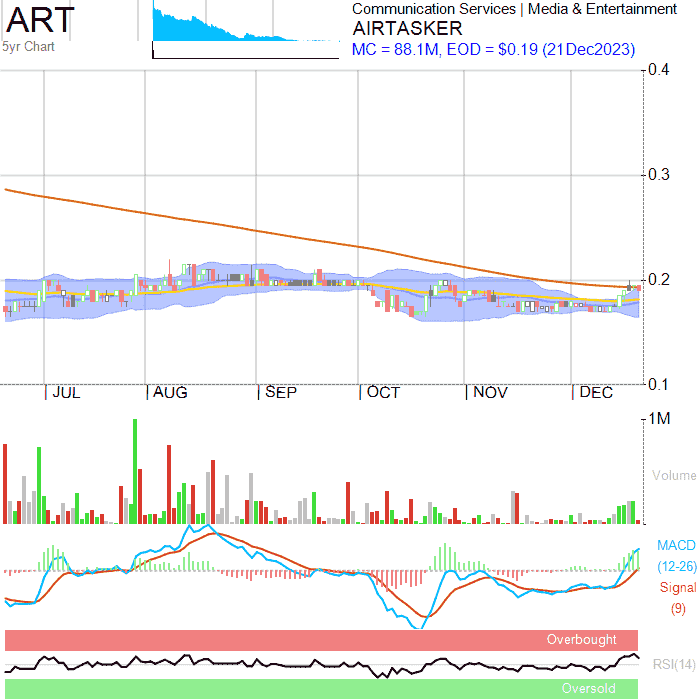 ART
5yr Chart
Communication Services | Media & Entertainment
AIRTASKER
MC = 88.1M, EOD = $0.19 (21Dec2023)
0.4
0.3
0.2
0.1
JUL AUG SEP OCT NOV DEC
1M
Volume
MACD
(12-26)
Signal
(9)
Overbought
RSI(14)
Oversold